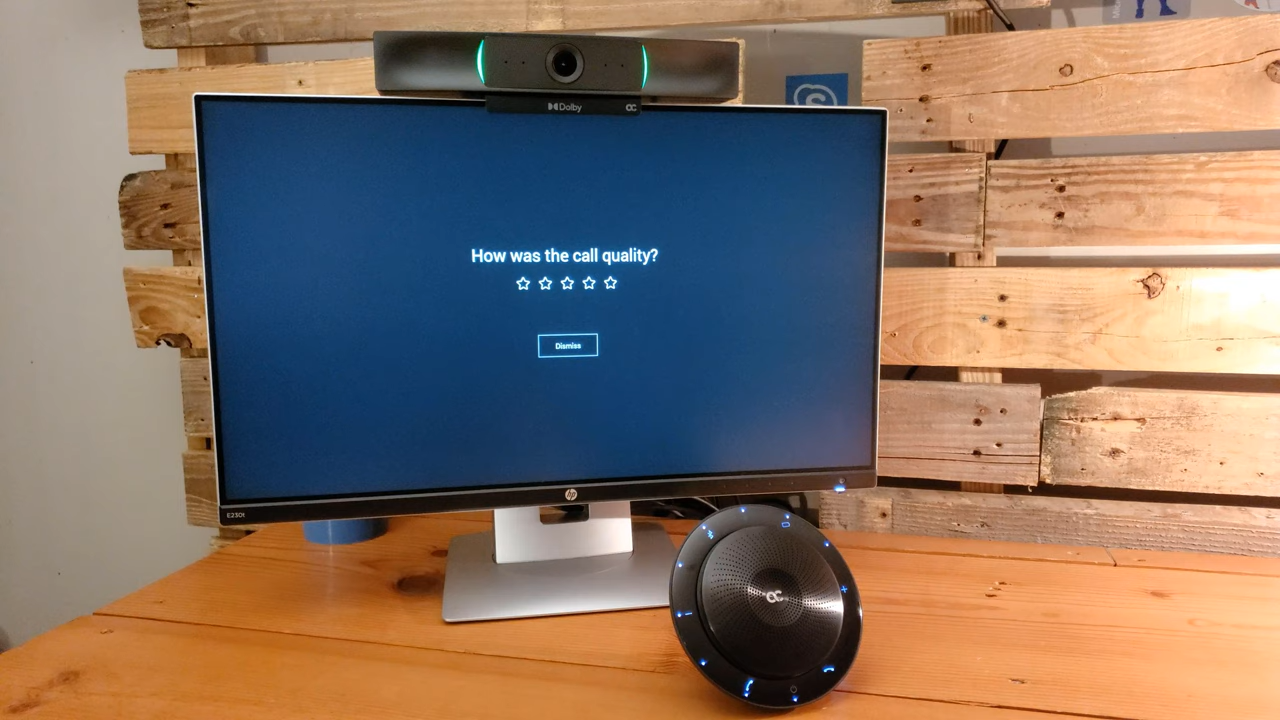 Dolby
How was the call quality?
Dismiss
hp
E230t